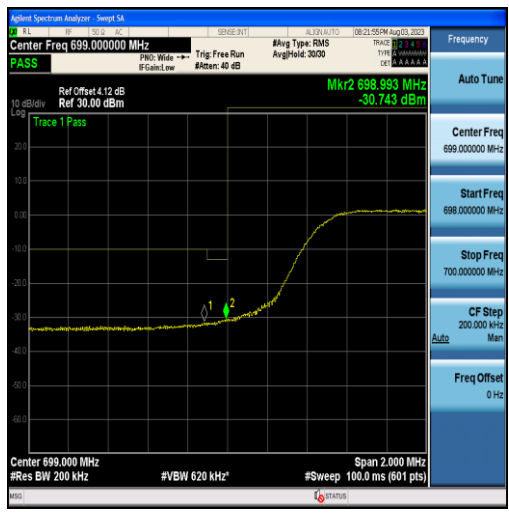 Agilent Spectrum Analyzer - Swept SA
RL RF 50 Ω AC SENSE:INT ALIGN AUTO 08:21:55 PM Aug 03, 2023
Center Freq 699.000000 MHz #Avg Type: RMS TRACE 1 2 3 4 5 6
PASS PNO: Wide Trig: Free Run Avg|Hold: 30/30 TYPE A
IFGain:Low #Atten: 40 dB DET A A A A A A
Mkr2 698.993 MHz
Ref Offset 4.12 dB
10 dB/div Ref 30.00 dBm -30.743 dBm
Log
Trace 1 Pass
20.0
10.0
0.00
-10.0
-20.0
-30.0
1 2
-40.0
-50.0
-60.0
Center 699.000 MHz Span 2.000 MHz
#Res BW 200 kHz #VBW 620 kHz* #Sweep 100.0 ms (601 pts)
MSG STATUS
Frequency
Auto Tune
Center Freq
699.000000 MHz
Start Freq
698.000000 MHz
Stop Freq
700.000000 MHz
CF Step
200.000 kHz
Auto Man
Freq Offset
0 Hz